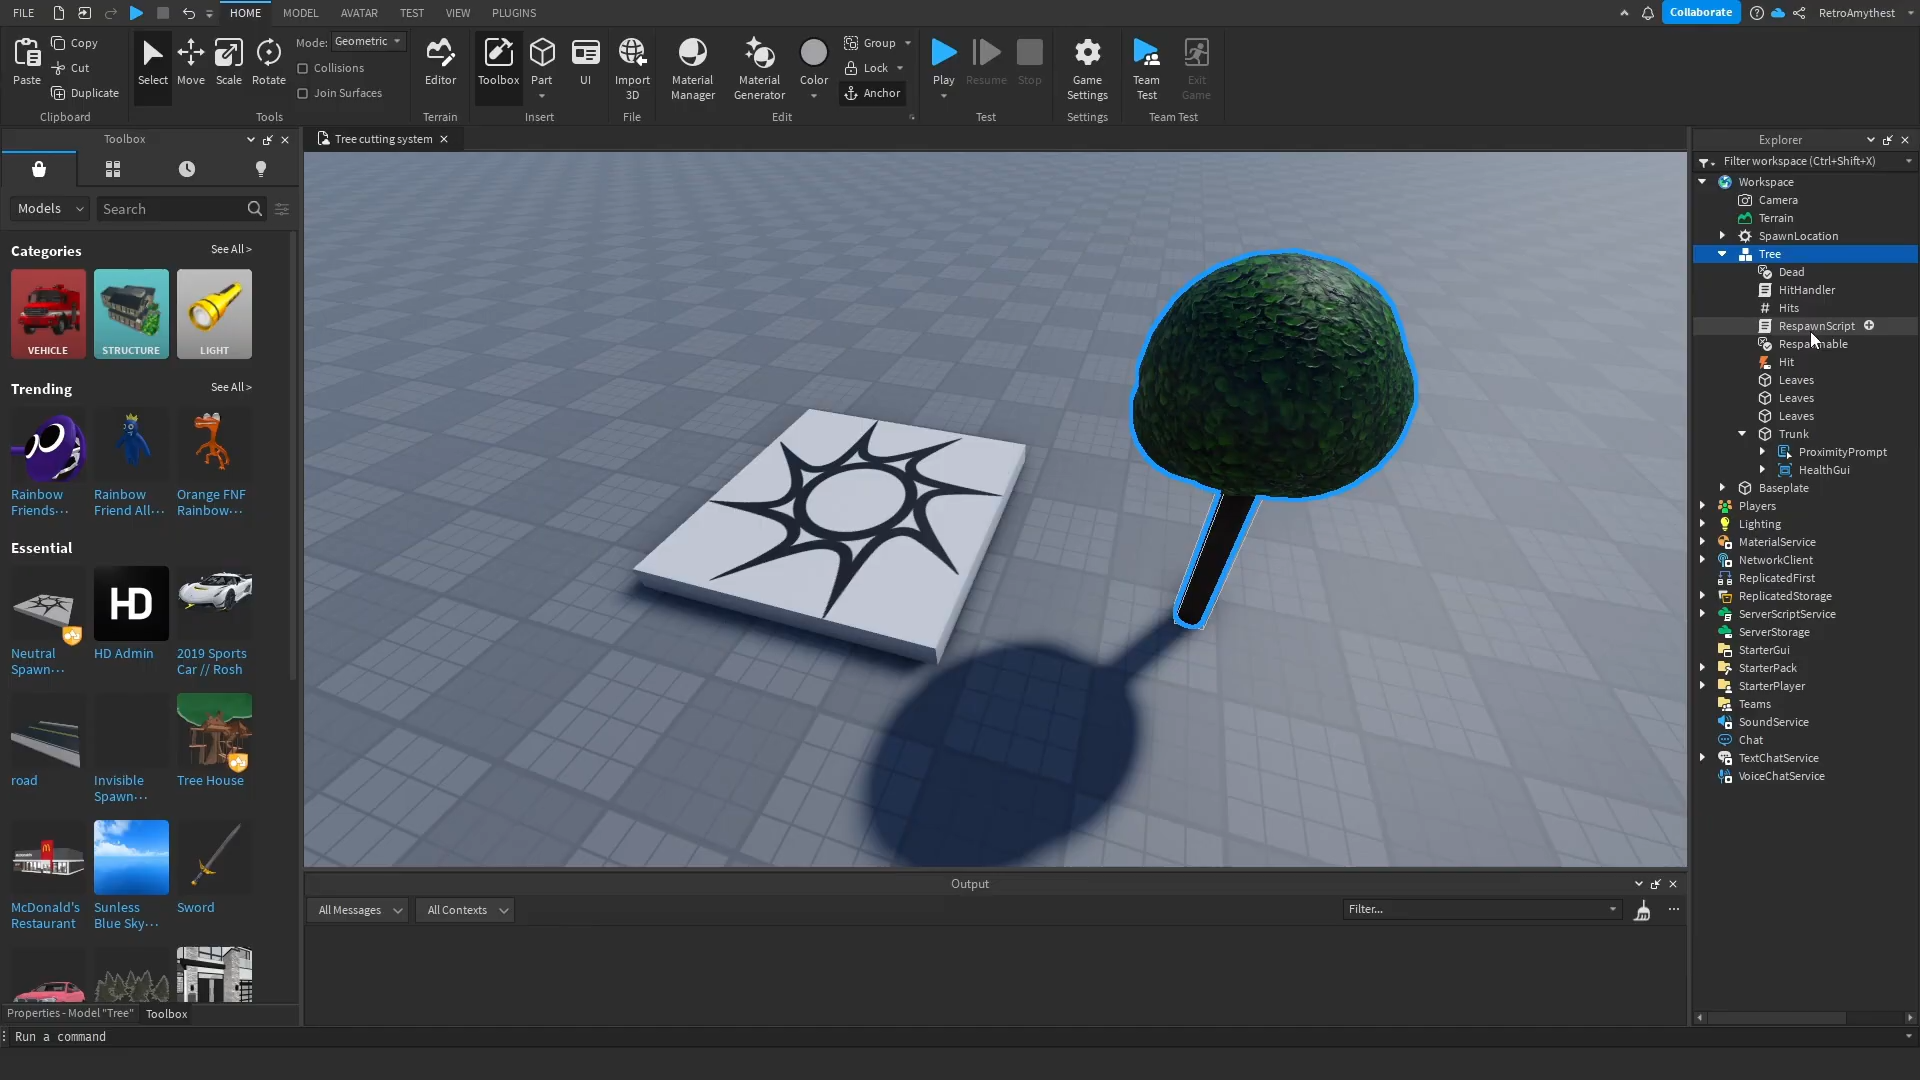 FILE
HOME
MODEL
AVATAR
TEST
VIEW
PLUGINS
Collaborate
RetroAmythest
Paste
Copy
Cut
Duplicate
Clipboard
Select
Move
Scale
Rotate
Mode:
Geometric
Collisions
Join Surfaces
Tools
Editor
Terrain
Toolbox
Part
UI
Insert
Import
3D
File
Material
Manager
Material
Generator
Color
Group
Lock
Anchor
Edit
Play
Resume
Stop
Test
Game
Settings
Settings
Team
Test
Exit
Game
Team Test
Toolbox
Models
Search
Categories
See All >
VEHICLE
STRUCTURE
LIGHT
Trending
See All >
Rainbow
Friends...
Rainbow
Friend All...
Orange FNF
Rainbow...
Essential
HD
Neutral
Spawn...
HD Admin
2019 Sports
Car // Rosh
road
Invisible
Spawn...
Tree House
McDonald's
Restaurant
Sunless
Blue Sky...
Sword
Properties - Model "Tree"
Toolbox
Run a command
Tree cutting system
Output
All Messages
All Contexts
Filter...
Explorer
Filter workspace (Ctrl+Shift+X)
Workspace
Camera
Terrain
SpawnLocation
Tree
Dead
HitHandler
# Hits
RespawnScript
Hit
Leaves
Leaves
Leaves
Trunk
ProximityPrompt
HealthGui
Baseplate
Players
Lighting
MaterialService
NetworkClient
ReplicatedFirst
ReplicatedStorage
ServerScriptService
ServerStorage
StarterGui
StarterPack
StarterPlayer
Teams
SoundService
Chat
TextChatService
VoiceChatService